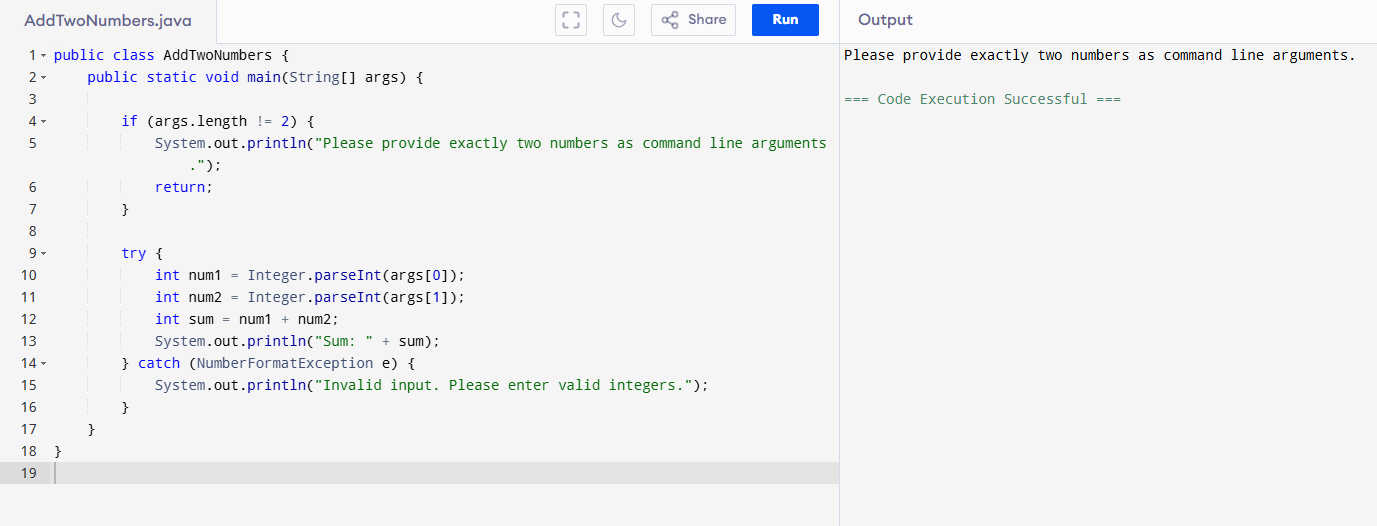 AddTwoNumbers.java
Share
Run
Output
1 public class AddTwoNumbers {
2     public static void main(String[] args) {
3
4         if (args.length != 2) {
5             System.out.println("Please provide exactly two numbers as command line arguments
                .");
6             return;
7         }
8
9         try {
10             int num1 = Integer.parseInt(args[0]);
11             int num2 = Integer.parseInt(args[1]);
12             int sum = num1 + num2;
13             System.out.println("Sum: " + sum);
14         } catch (NumberFormatException e) {
15             System.out.println("Invalid input. Please enter valid integers.");
16         }
17     }
18 }
19
Please provide exactly two numbers as command line arguments.
=== Code Execution Successful ===